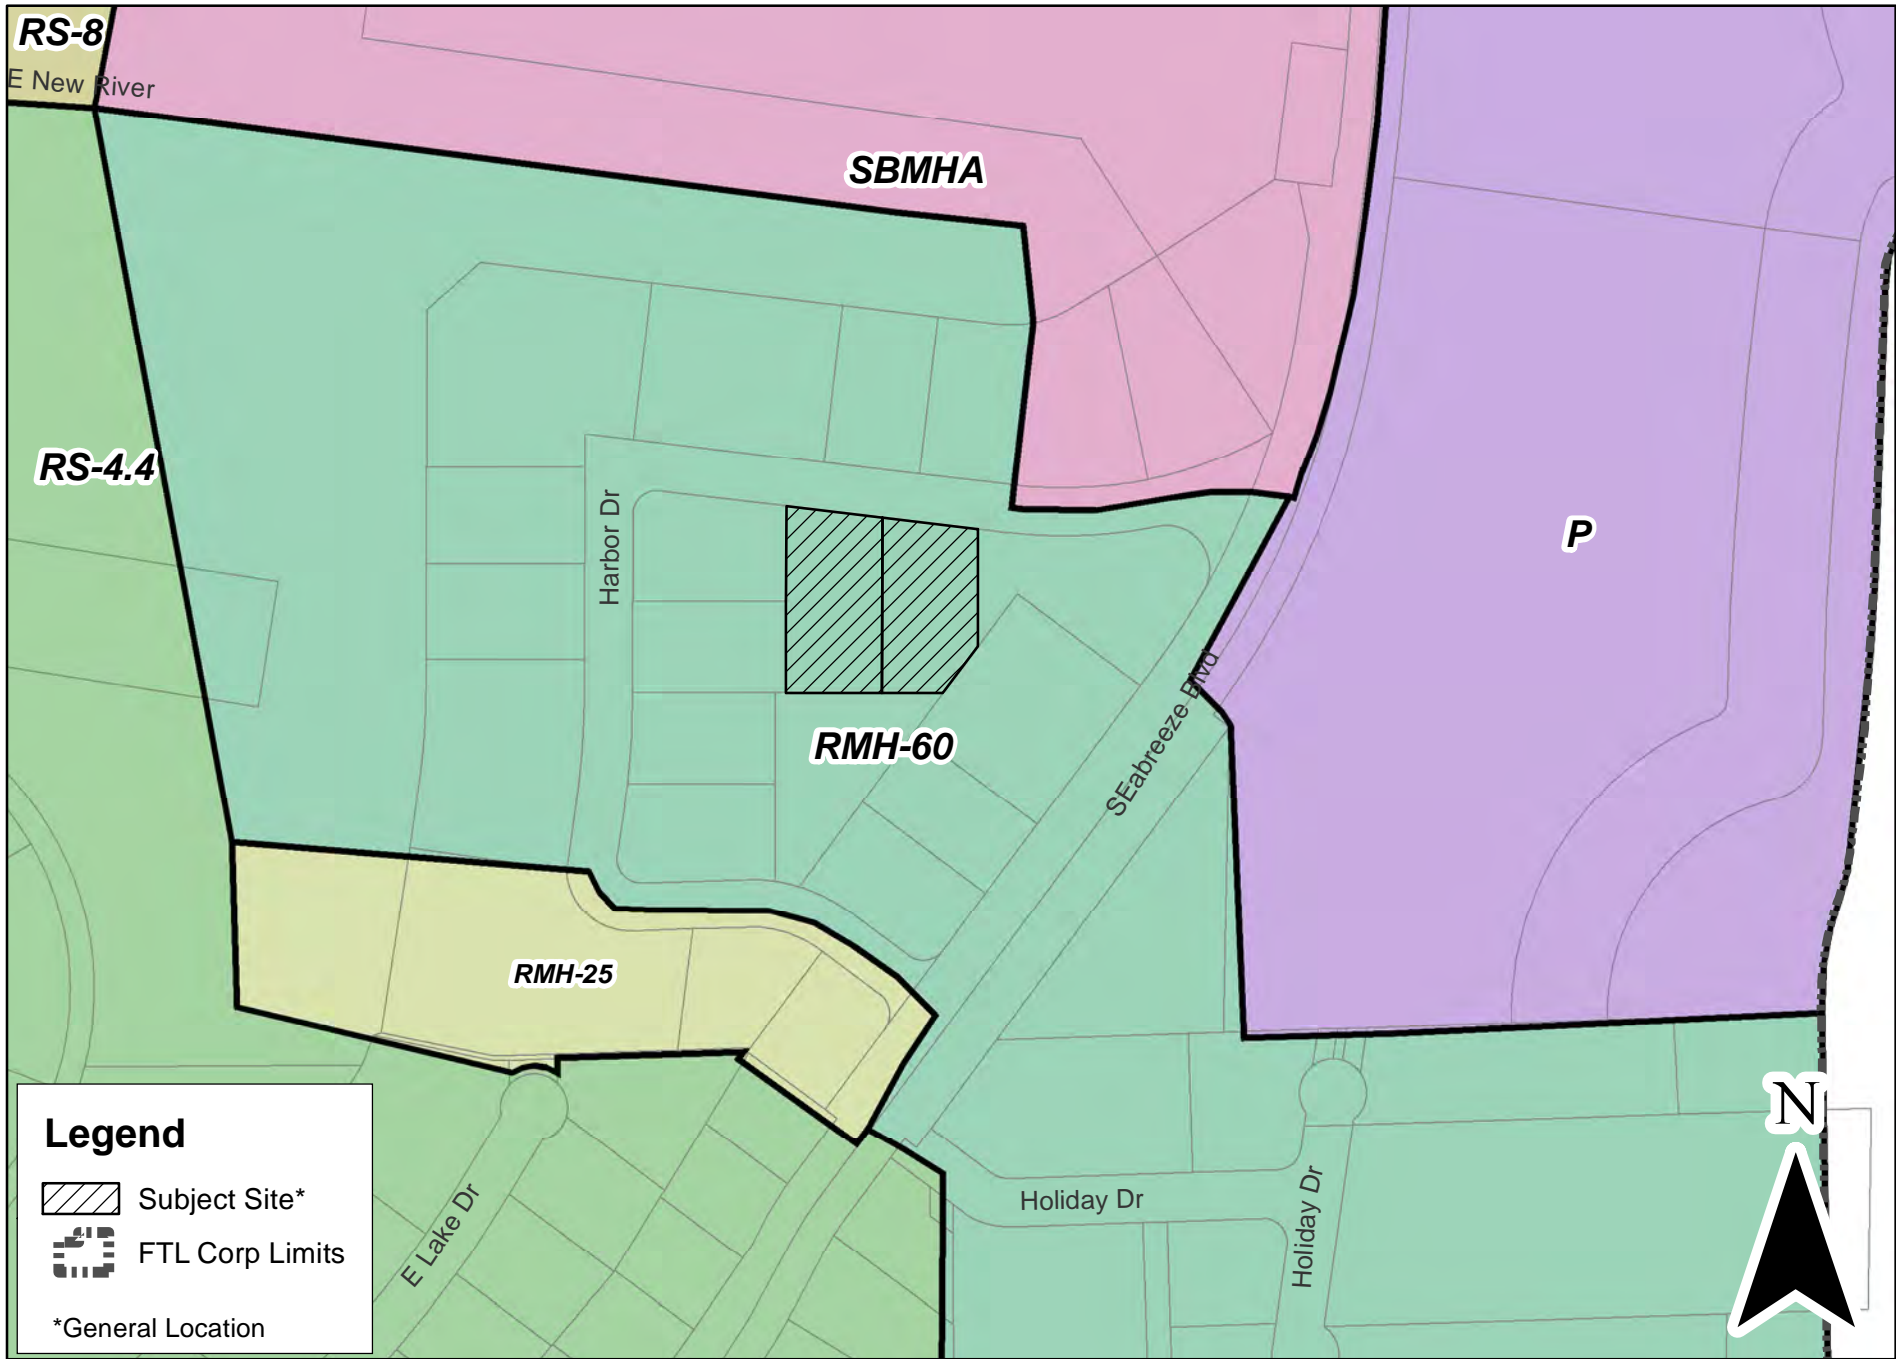 RS-8
E New River
SBMHA
RS-4.4
Harbor Dr
P
SEabreeze Blvd
RMH-60
RMH-25
N
Legend
Subject Site*
FTL Corp Limits
*General Location
E Lake Dr
Holiday Dr
Holiday Dr